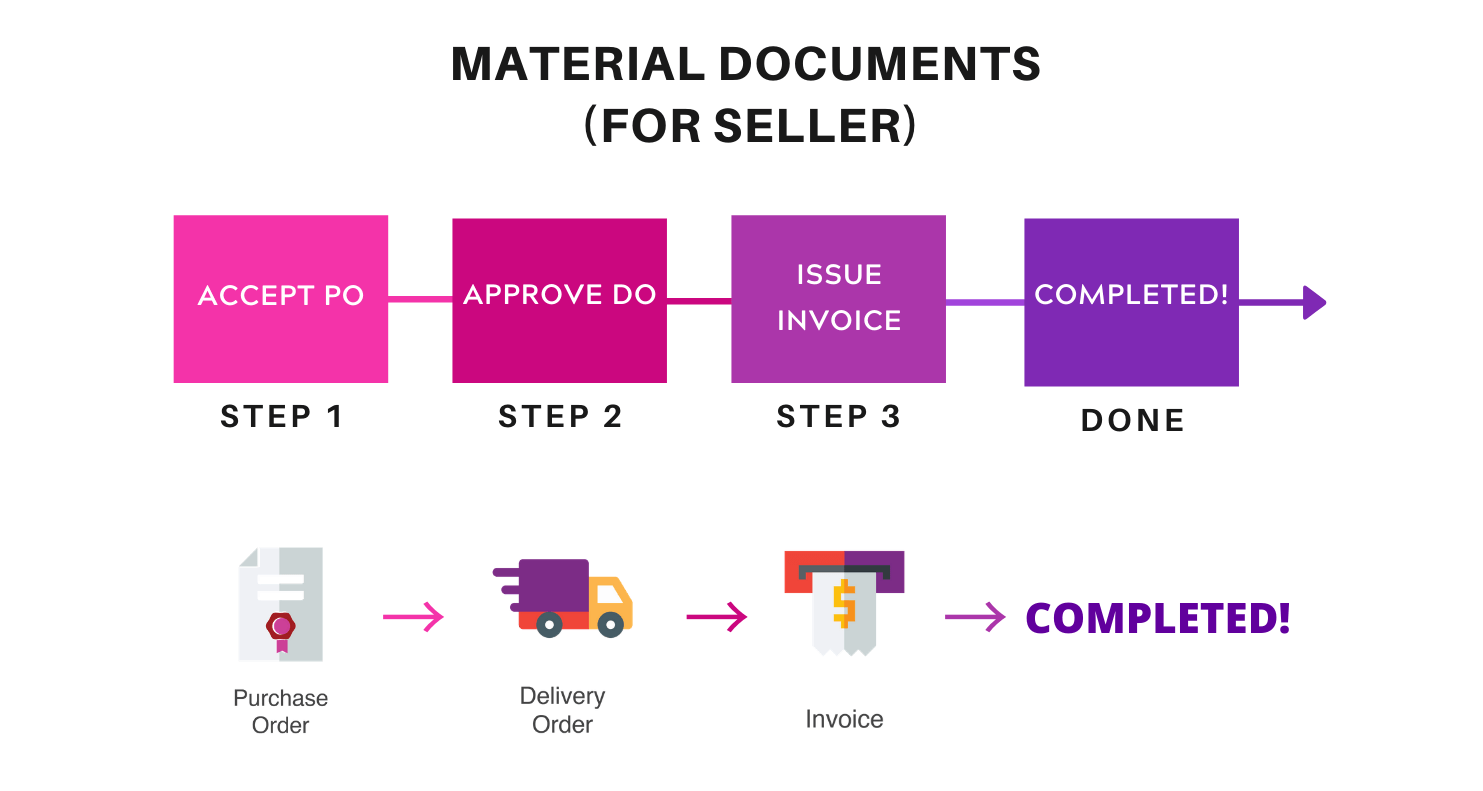 MATERIAL DOCUMENTS
(FOR SELLER)
ACCEPT PO
APPROVE DO
ISSUE
INVOICE
COMPLETED!
STEP 1
STEP 2
STEP 3
DONE
$
COMPLETED!
Purchase
Order
Delivery
Order
Invoice